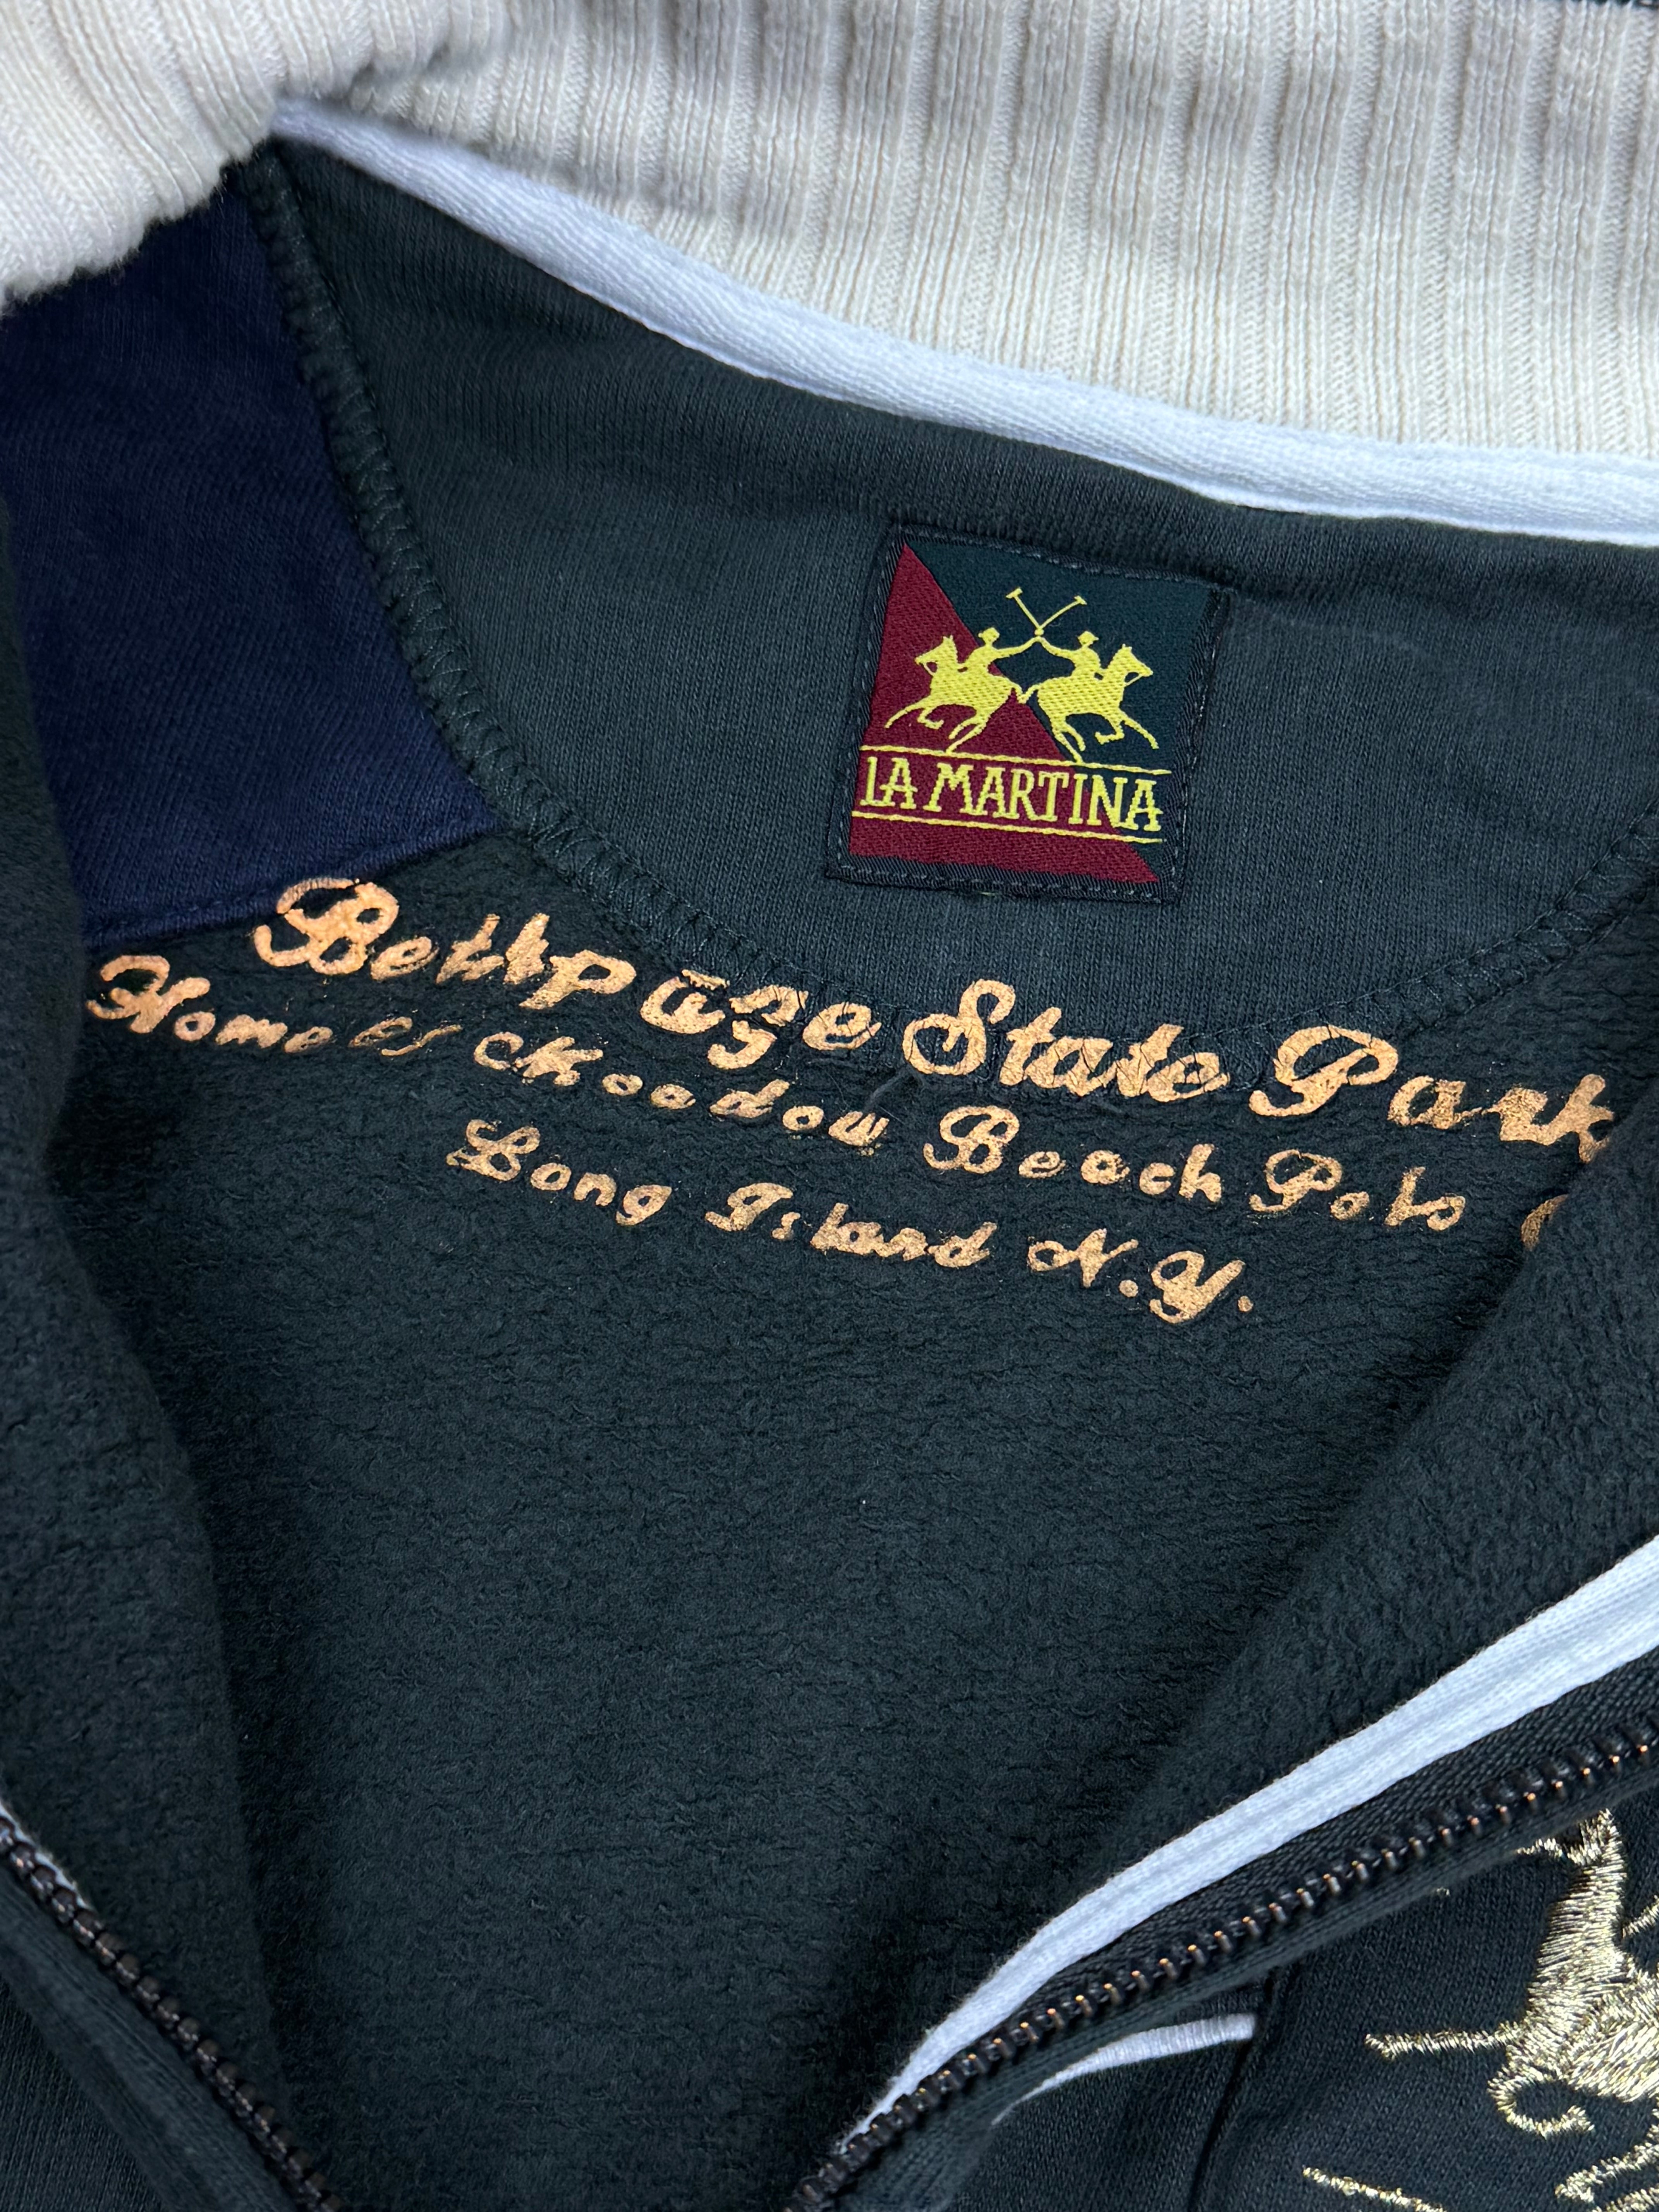 LA MARTINA
Bethpage State Park
Home of Meadow Beach Polo
Long Island N.Y.